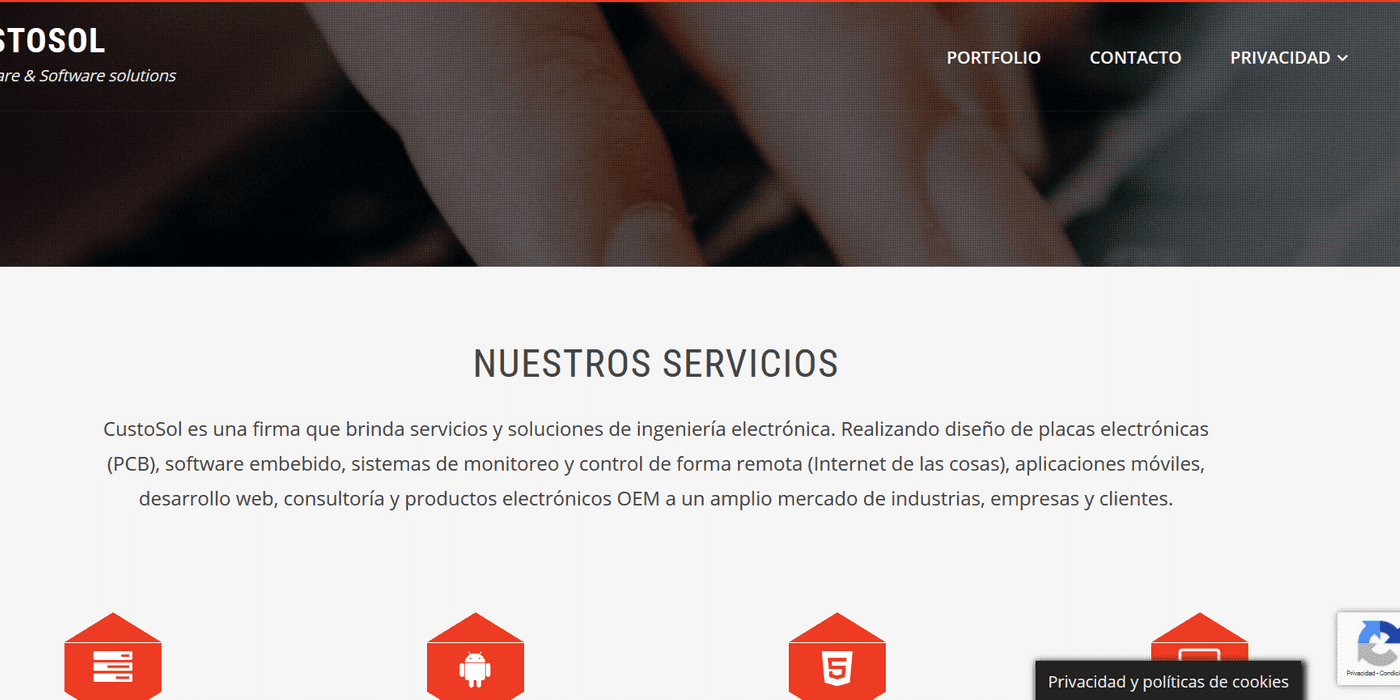 STOSOL
are & Software solutions
PORTFOLIO
CONTACTO
PRIVACIDAD
NUESTROS SERVICIOS
CustoSol es una firma que brinda servicios y soluciones de ingeniería electrónica. Realizando diseño de placas electrónicas
(PCB), software embebido, sistemas de monitoreo y control de forma remota (Internet de las cosas), aplicaciones móviles,
desarrollo web, consultoría y productos electrónicos OEM a un amplio mercado de industrias, empresas y clientes.
5
Privacidad y políticas de cookies
Privacidad - Condici